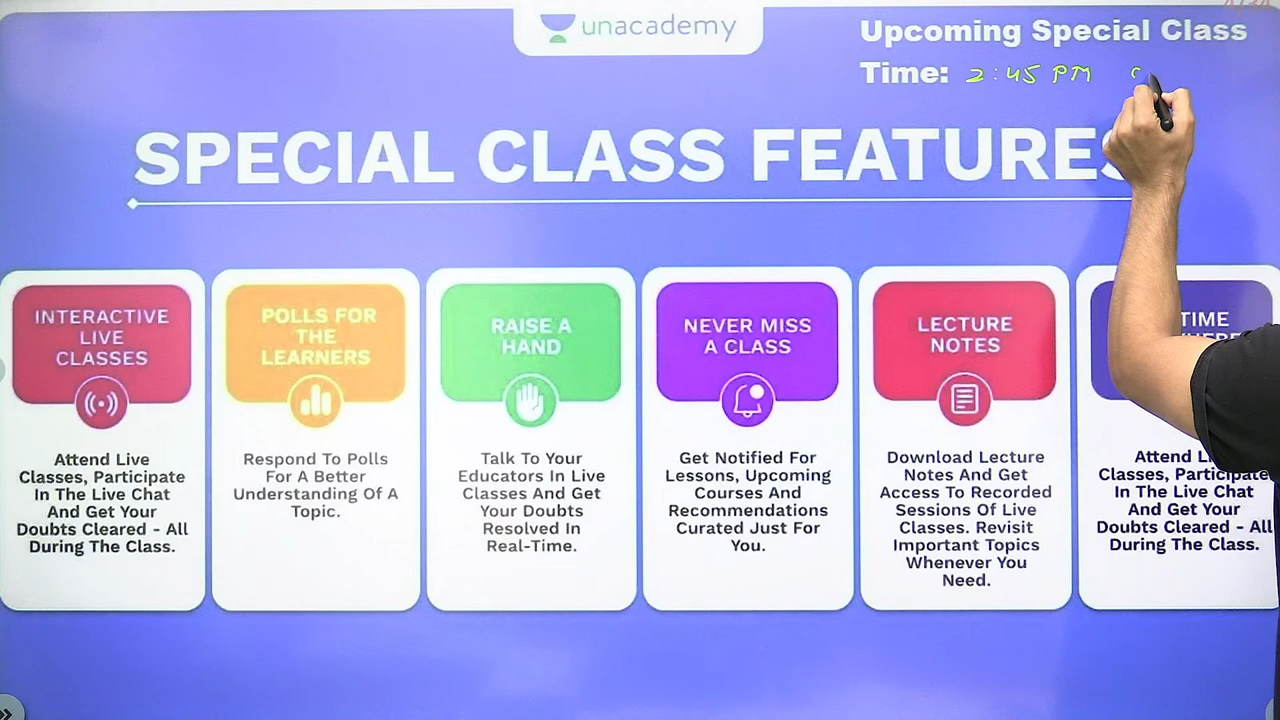 unacademy
Upcoming Special Class
Time: 2:45 PM
SPECIAL CLASS FEATURES
INTERACTIVE
LIVE
CLASSES
Attend Live
Classes, Participate
In The Live Chat
And Get Your
Doubts Cleared - All
During The Class.
POLLS FOR
THE
LEARNERS
Respond To Polls
For A Better
Understanding Of A
Topic.
RAISE A
HAND
Talk To Your
Educators In Live
Classes And Get
Your Doubts
Resolved In
Real-Time.
NEVER MISS
A CLASS
Get Notified For
Lessons, Upcoming
Courses And
Recommendations
Curated Just For
You.
LECTURE
NOTES
Download Lecture
Notes And Get
Access To Recorded
Sessions Of Live
Classes. Revisit
Important Topics
Whenever You
Need.
TIME
Attend
Classes, Participate
In The Live Chat
And Get Your
Doubts Cleared - All
During The Class.